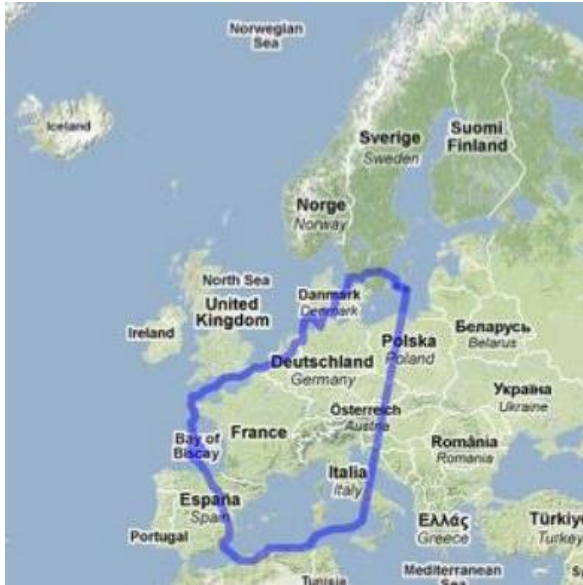 Norwegian
Sea
Iceland
Sverige
Sweden
Suomi
Finland
Norge
Norway
North Sea
United
Kingdom
Danmark
Denmark
Ireland
Polska
Poland
Беларусь
Belarus
Deutschland
Germany
Україна
Ukraine
Österreich
Austria
France
Bay of
Biscay
România
Romania
Italia
Italy
España
Spain
Portugal
Ελλάς
Greece
Türkiye
Turkey
Mediterranean
Sea
Tunisia